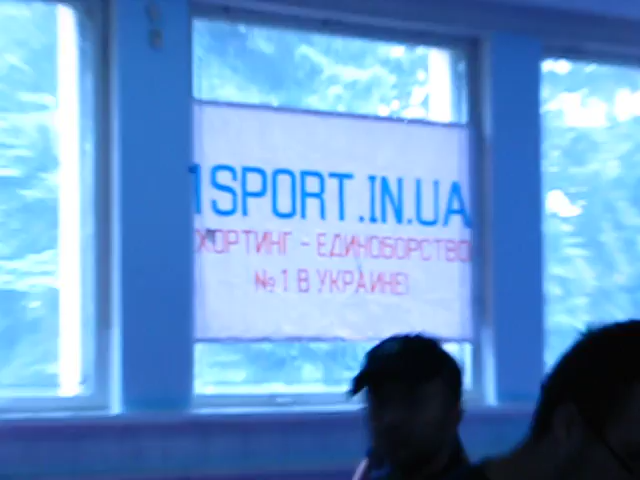 1SPORT.IN.UA
ХОРТИНГ - ЕДИНОБОРСТВО
№1 В УКРАИНЕ!